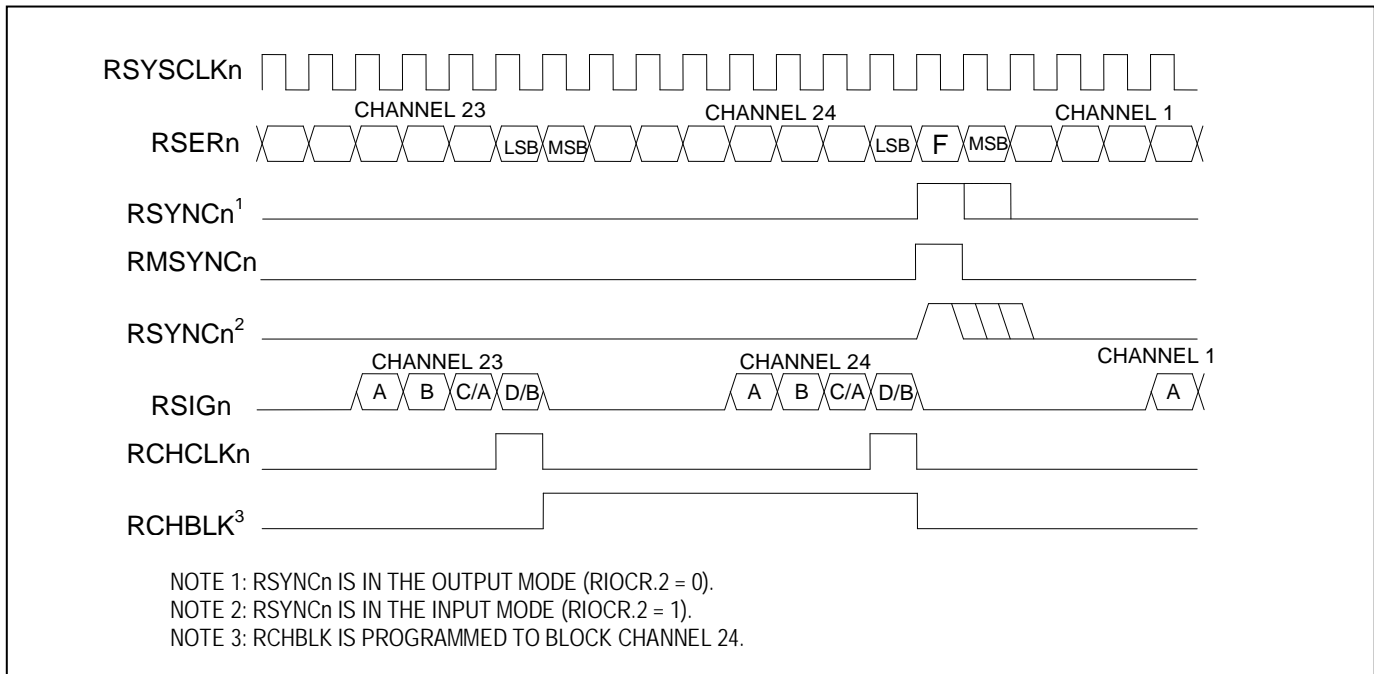 RSYSCLKn
CHANNEL 23 CHANNEL 24 CHANNEL 1
RSERn LSB MSB LSB F MSB
RSYNCn1
RMSYNCn
RSYNCn2
CHANNEL 23 CHANNEL 24 CHANNEL 1
RSIGn A B C/A D/B A B C/A D/B A
RCHCLKn
RCHBLK3
NOTE 1: RSYNCn IS IN THE OUTPUT MODE (RIOCR.2 = 0).
NOTE 2: RSYNCn IS IN THE INPUT MODE (RIOCR.2 = 1).
NOTE 3: RCHBLK IS PROGRAMMED TO BLOCK CHANNEL 24.